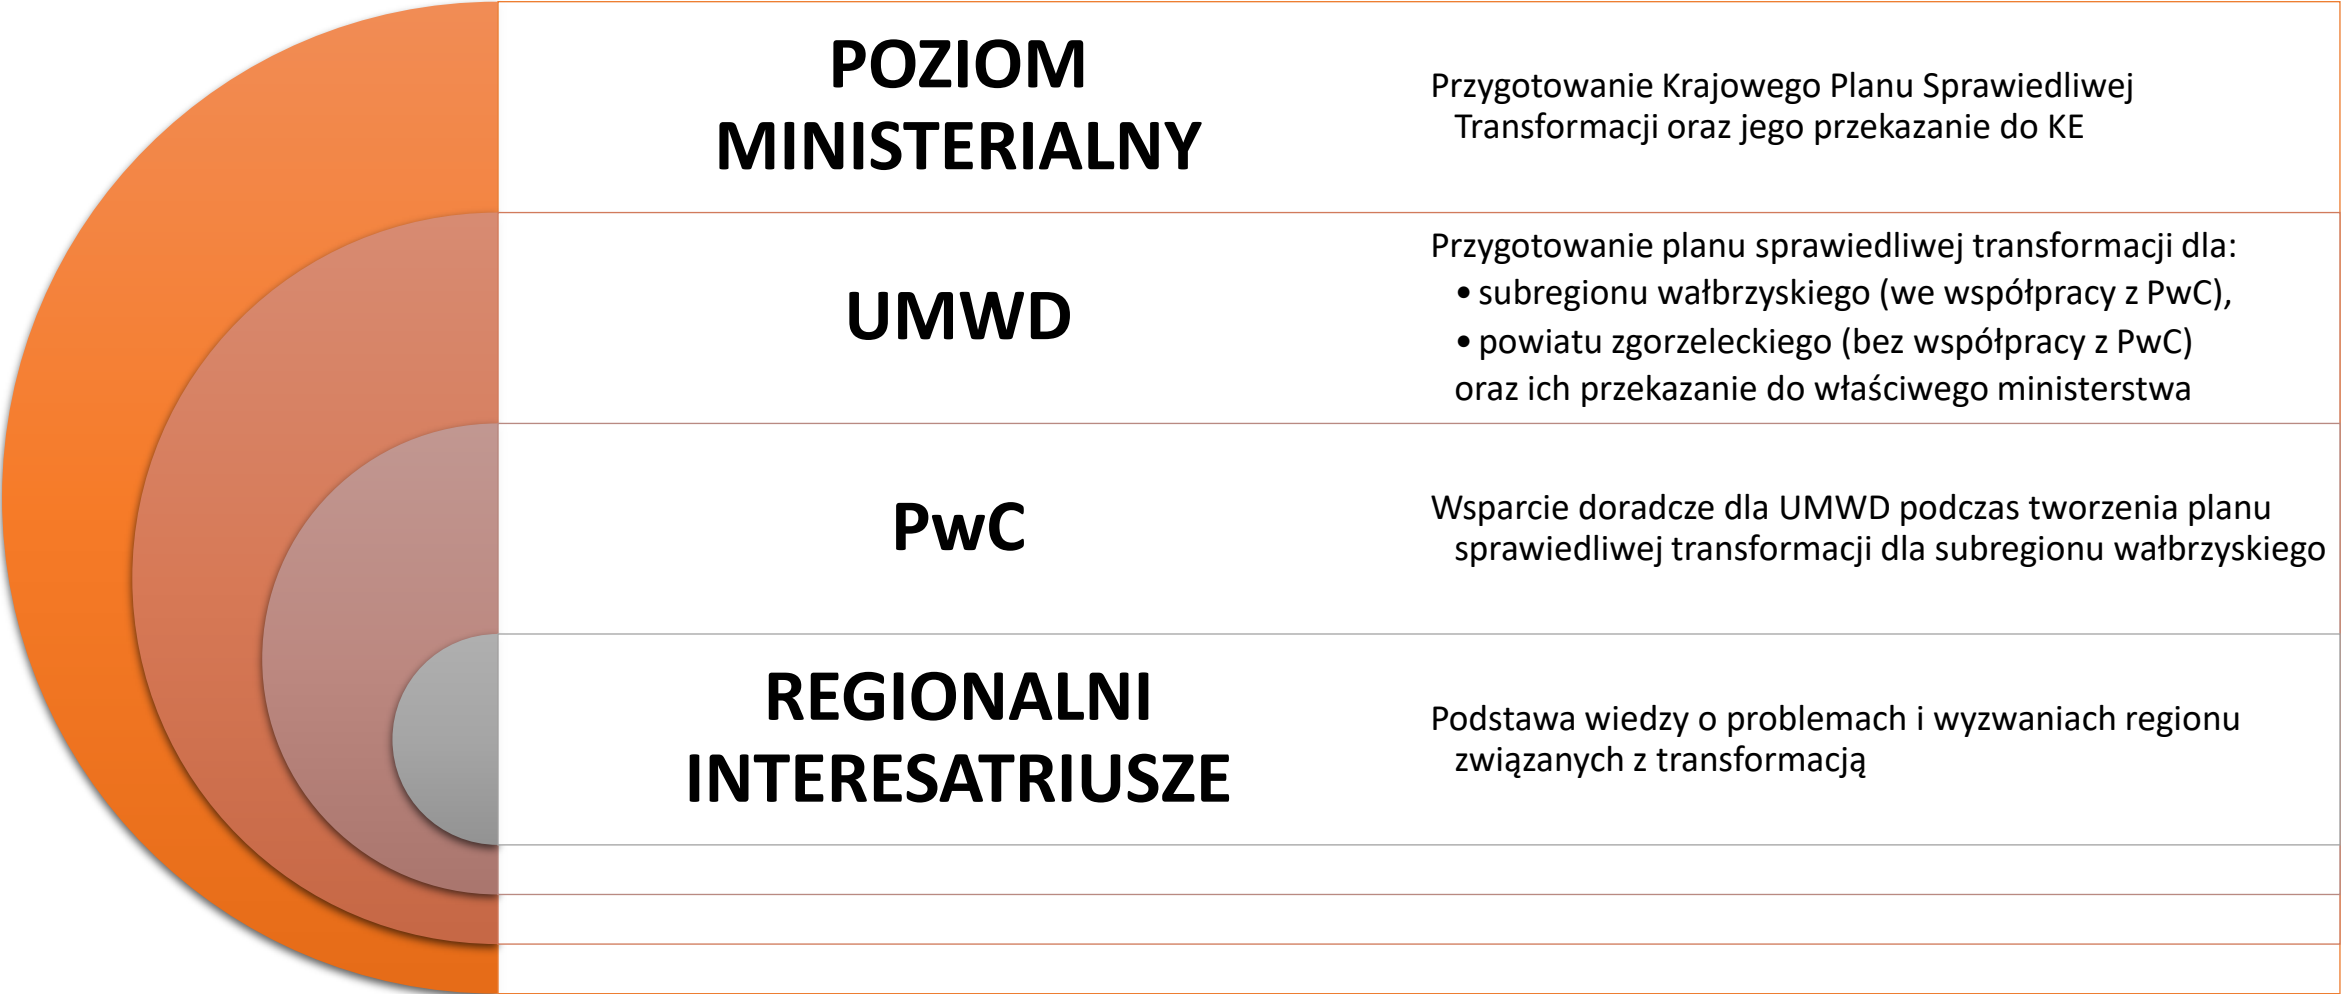 POZIOM
MINISTERIALNY
Przygotowanie Krajowego Planu Sprawiedliwej
Transformacji oraz jego przekazanie do KE
UMWD
Przygotowanie planu sprawiedliwej transformacji dla:
• subregionu wałbrzyskiego (we współpracy z PwC),
• powiatu zgorzeleckiego (bez współpracy z PwC)
oraz ich przekazanie do właściwego ministerstwa
PwC
Wsparcie doradcze dla UMWD podczas tworzenia planu
sprawiedliwej transformacji dla subregionu wałbrzyskiego
REGIONALNI
INTERESATRIUSZE
Podstawa wiedzy o problemach i wyzwaniach regionu
związanych z transformacją